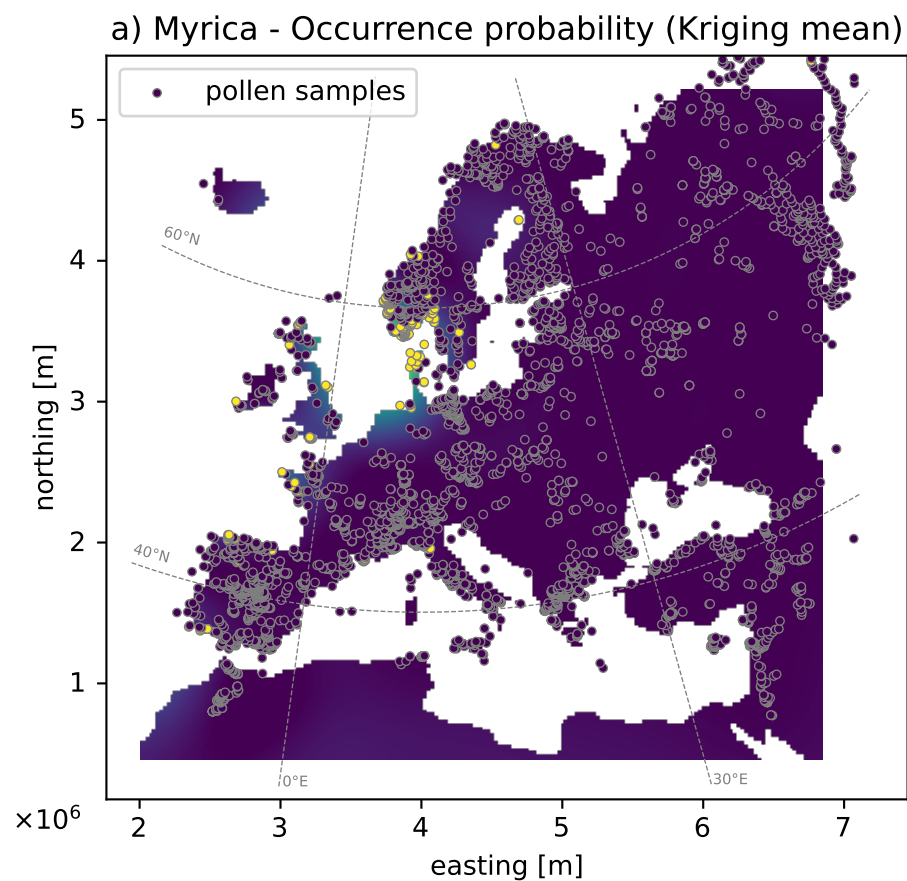 a) Myrica - Occurrence probability (Kriging mean)
pollen samples
5
4
3
2
1
northing [m]
60°N
40°N
0°E
30°E
×10⁶
2 3 4 5 6 7
easting [m]